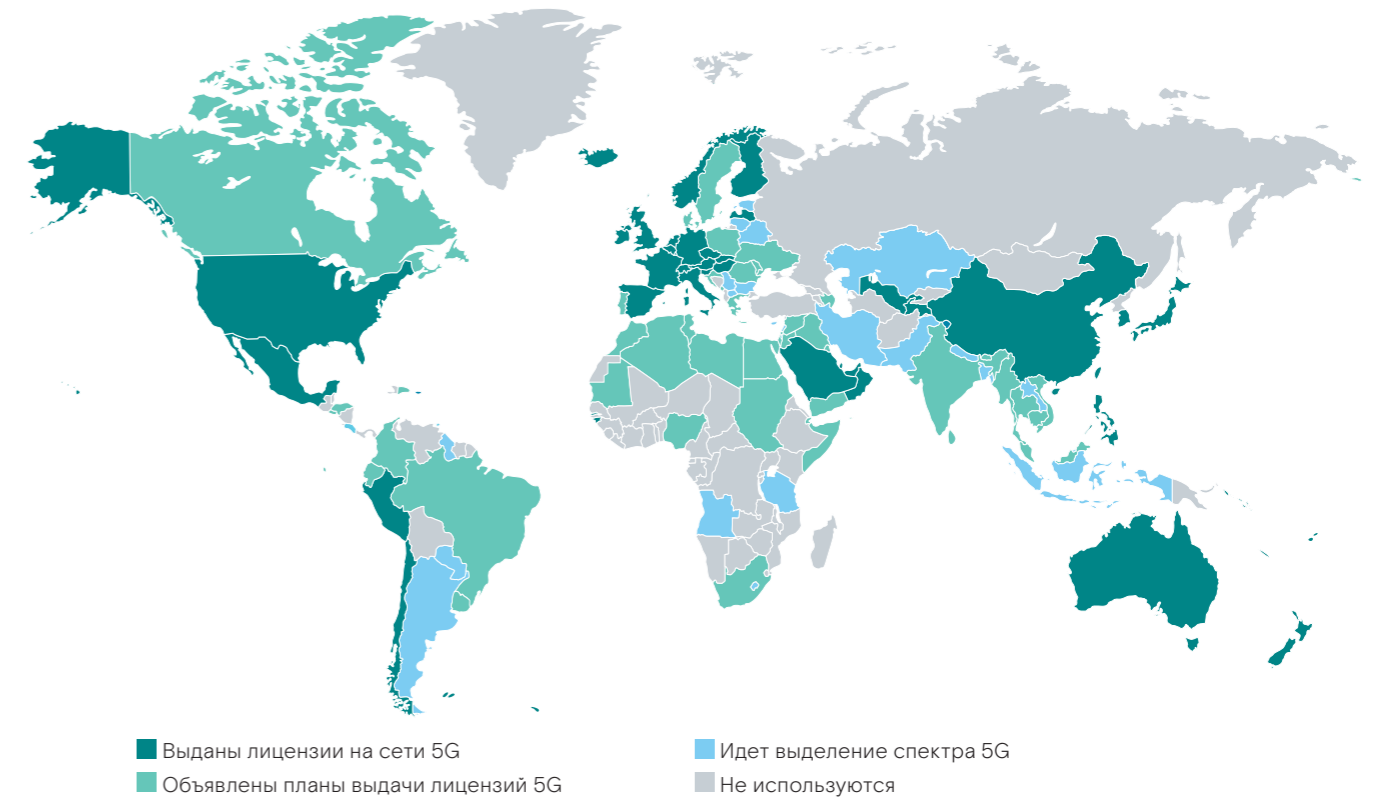 Выданы лицензии на сети 5G
Объявлены планы выдачи лицензий 5G
Идет выделение спектра 5G
Не используются